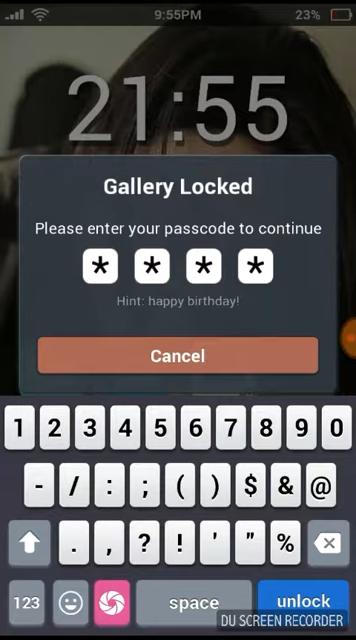 9:55PM
23%
21:55
Gallery Locked
Please enter your passcode to continue
* * * *
Hint: happy birthday!
Cancel
1 2 3 4 5 6 7 8 9 0
- / : ; ( ) $ & @
. , ? ! ' " %
123 space unlock
DU SCREEN RECORDER